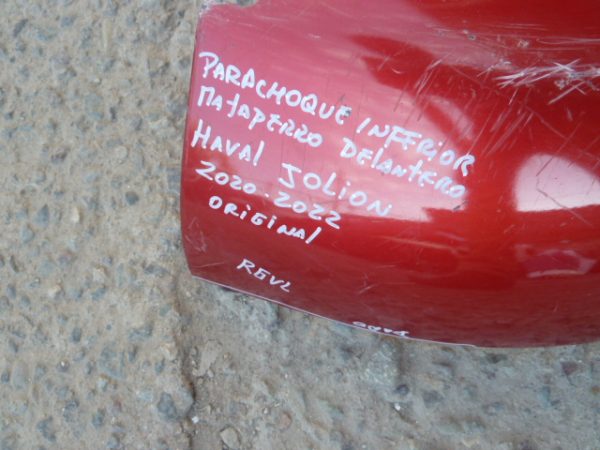 PARACHOQUE INFERIOR
MATAPERRO DELANTERO
HAVAL JOLION
2020-2022
ORIGINAL
REVL